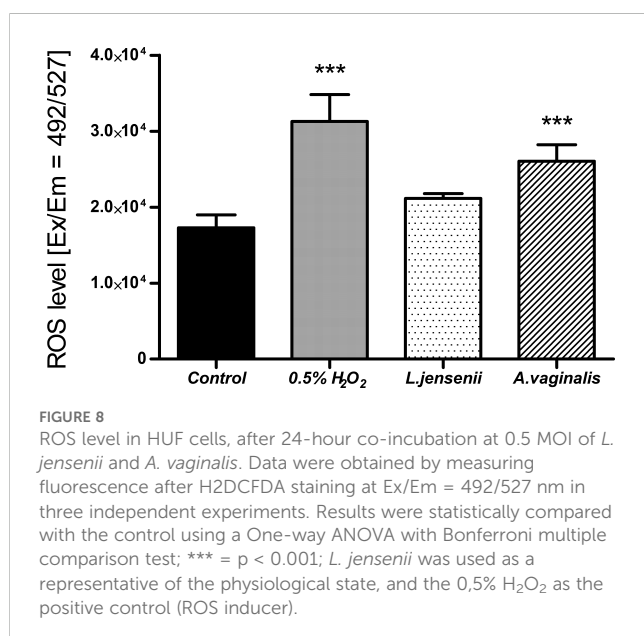 ROS level [Ex/Em = 492/527]
4.0×10⁴
3.0×10⁴
2.0×10⁴
1.0×10⁴
0
***
***
Control
0.5% H₂O₂
L.jensenii
A.vaginalis
FIGURE 8
ROS level in HUF cells, after 24-hour co-incubation at 0.5 MOI of L.
jensenii and A. vaginalis. Data were obtained by measuring
fluorescence after H2DCFDA staining at Ex/Em = 492/527 nm in
three independent experiments. Results were statistically compared
with the control using a One-way ANOVA with Bonferroni multiple
comparison test; *** = p < 0.001; L. jensenii was used as a
representative of the physiological state, and the 0,5% H₂O₂ as the
positive control (ROS inducer).